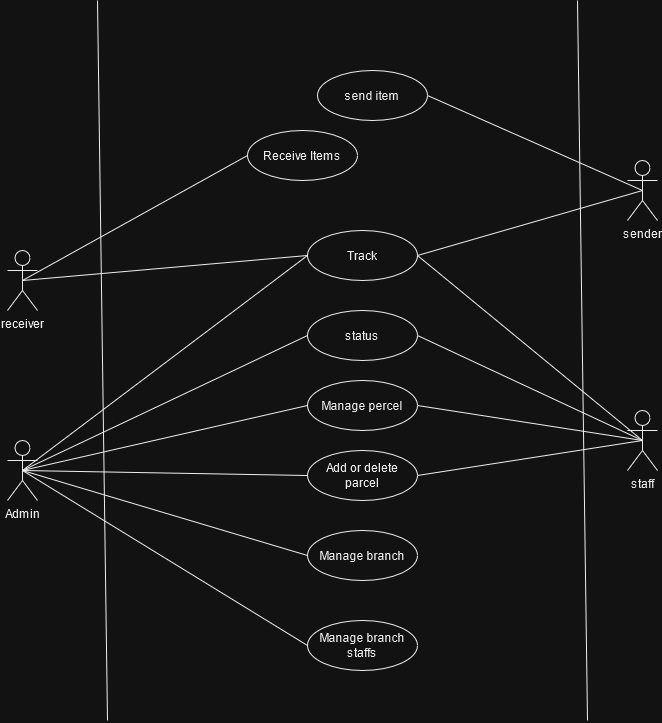 send item
Receive Items
sender
Track
receiver
status
Manage percel
Add or delete
parcel
staff
Admin
Manage branch
Manage branch
staffs